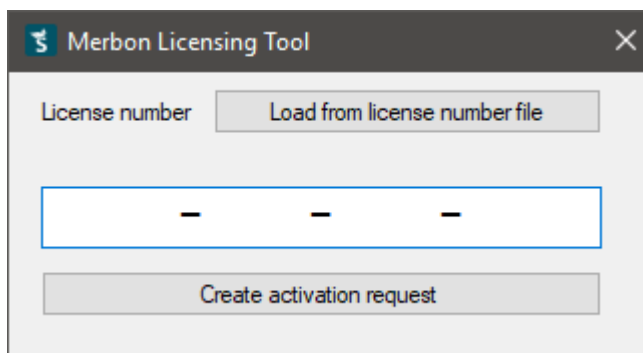 Merbon Licensing Tool
License number Load from license number file
- - -
Create activation request